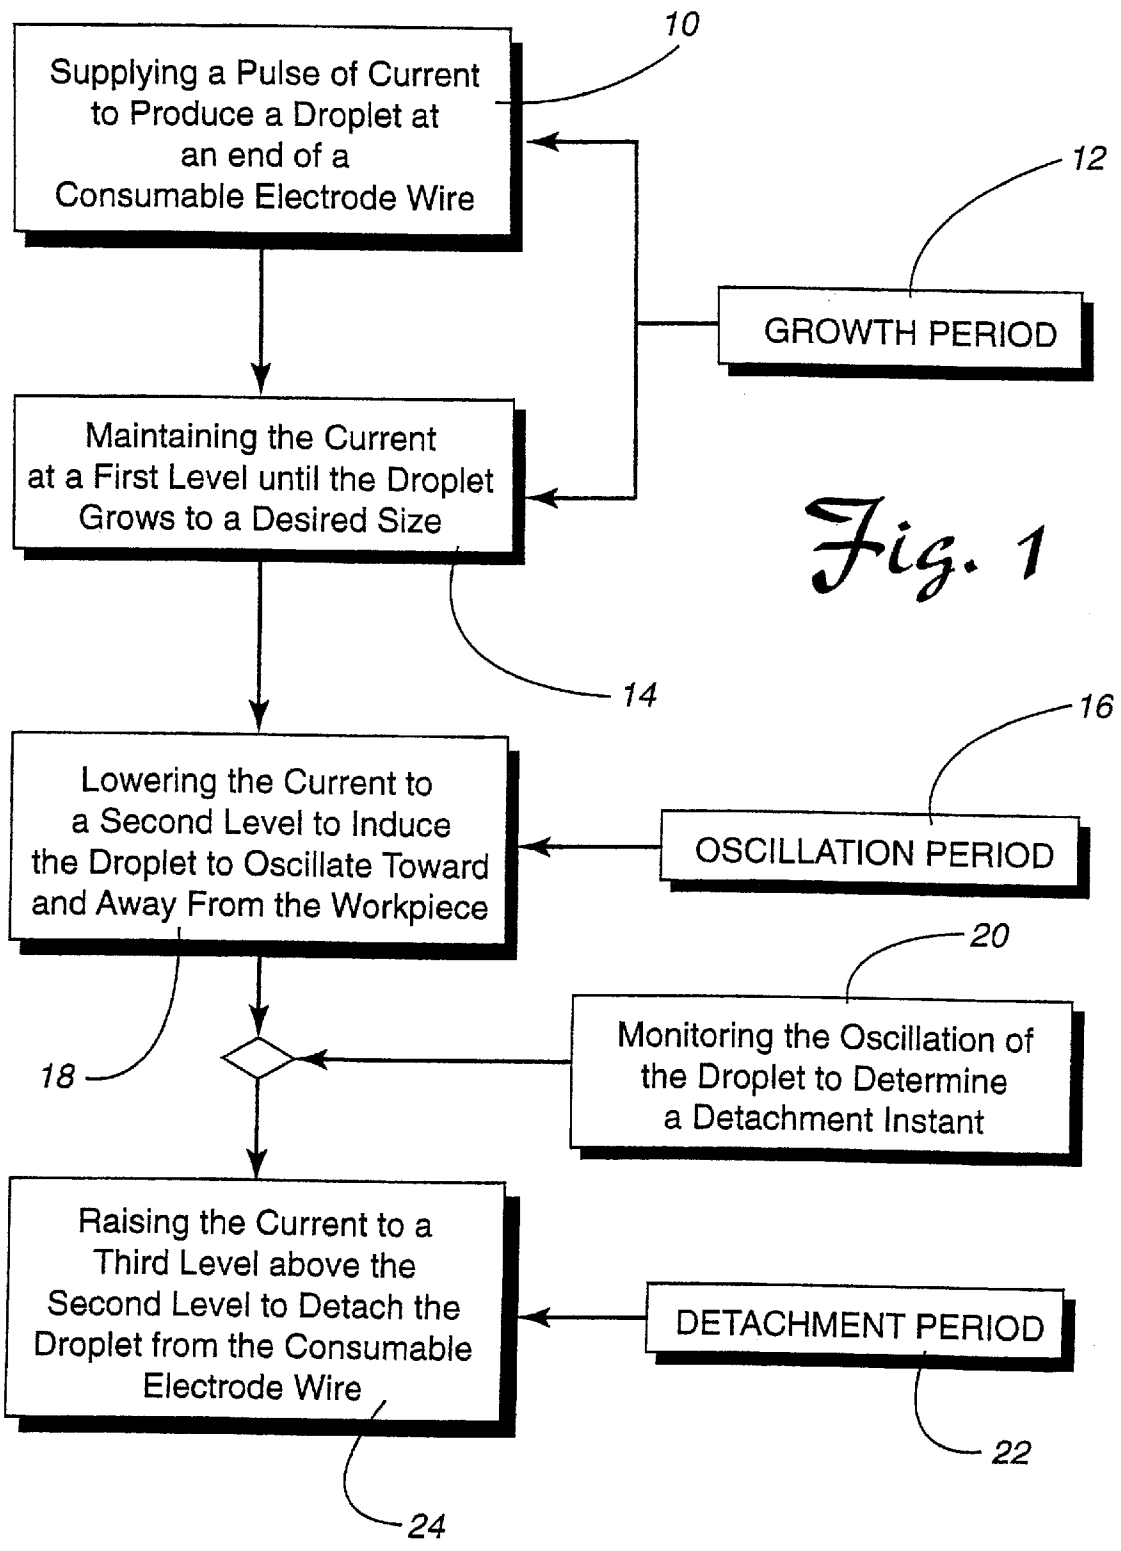 10
Supplying a Pulse of Current
to Produce a Droplet at
an end of a
Consumable Electrode Wire
12
GROWTH PERIOD
Maintaining the Current
at a First Level until the Droplet
Grows to a Desired Size
Fig. 1
14
16
Lowering the Current to
a Second Level to Induce
the Droplet to Oscillate Toward
and Away From the Workpiece
OSCILLATION PERIOD
20
18
Monitoring the Oscillation of
the Droplet to Determine
a Detachment Instant
Raising the Current to a
Third Level above the
Second Level to Detach the
Droplet from the Consumable
Electrode Wire
DETACHMENT PERIOD
22
24